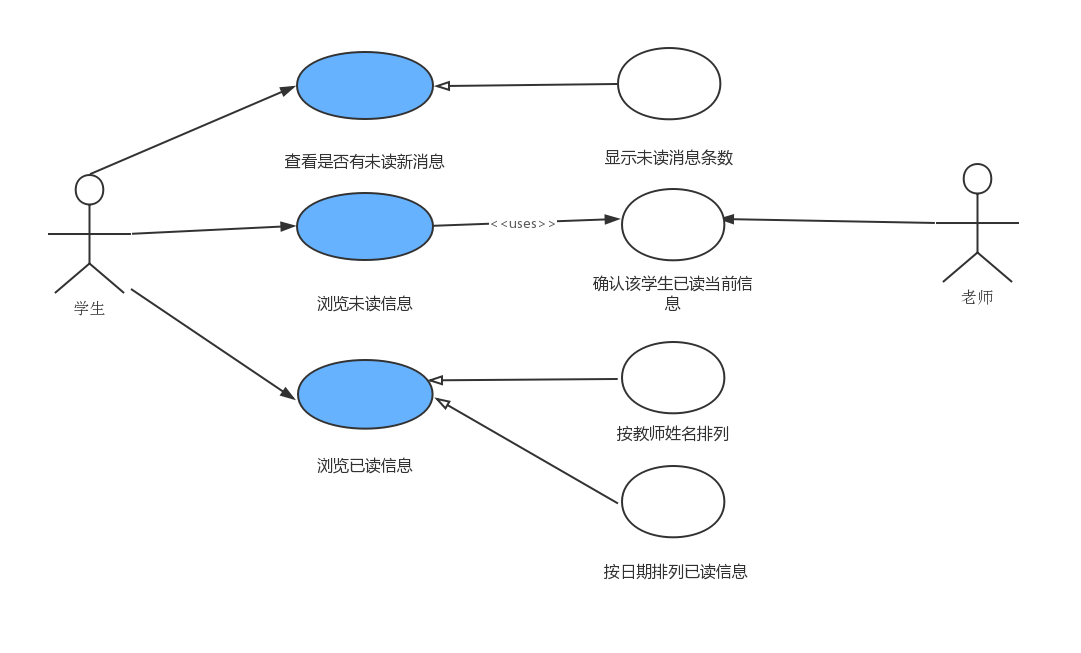 查看是否有未读新消息
显示未读消息条数
<<uses>>
学生
浏览未读信息
确认该学生已读当前信
息
老师
浏览已读信息
按教师姓名排列
按日期排列已读信息